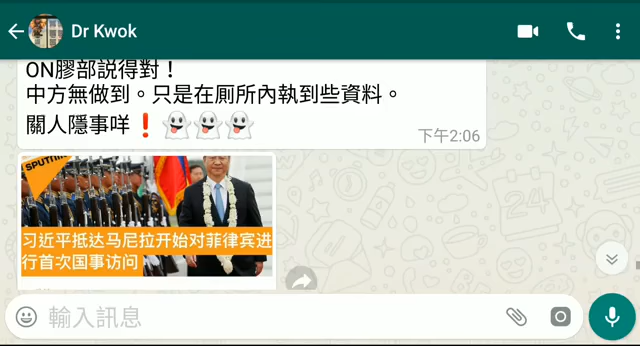 Dr Kwok
ON膠部説得對！
中方無做到。只是在廁所內執到些資料。
關人隱事咩❗👻👻👻
下午2:06
SPUTNIK
习近平抵达马尼拉开始对菲律宾进
行首次国事访问
輸入訊息